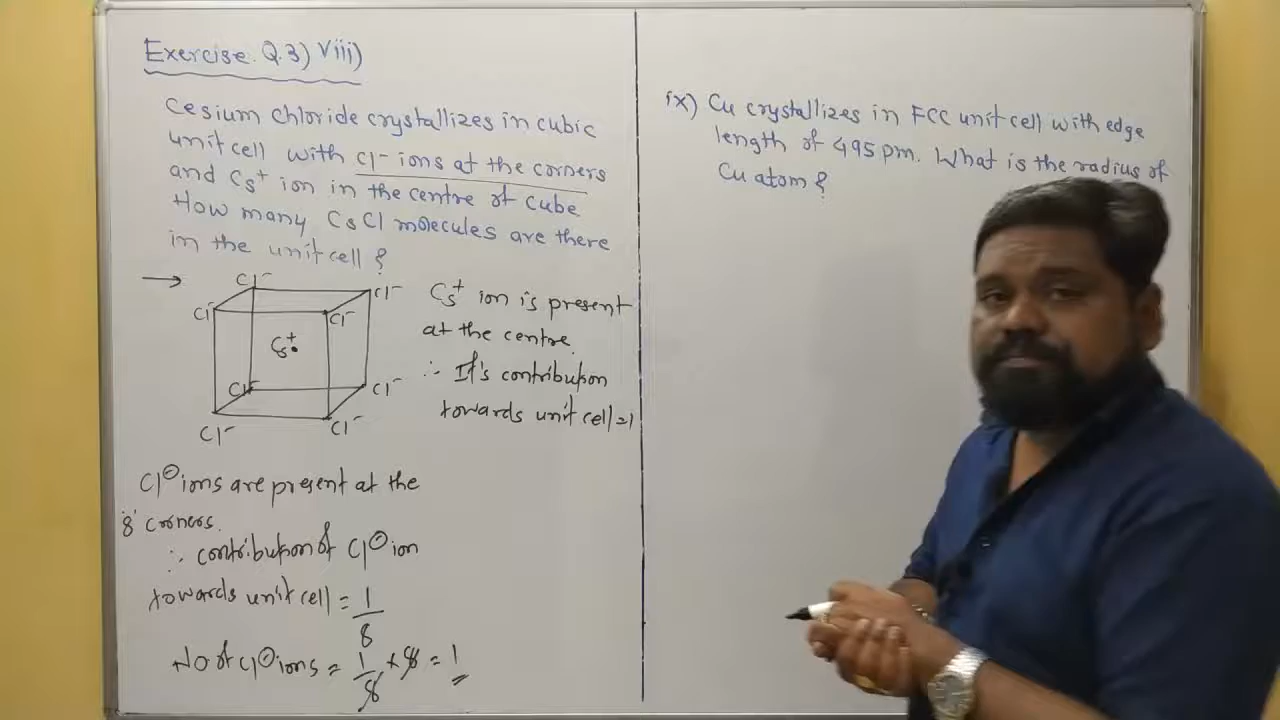 Exercise Q.3) viii)
Cesium chloride crystallizes in cubic
unit cell with Cl- ions at the corners
and Cs+ ion in the centre of cube
How many CsCl molecules are there
in the unit cell?
→
Cl-
Cl-
Cl-
Cl-
Cs+
Cl
Cl-
Cl-
Cl-
Cs+ ion is present
at the centre.
∴ It's contribution
towards unit cell=1
Cl⊖ ions are present at the
8 corners.
∴ contribution of Cl⊖ ion
towards unit cell = 1/8
No of Cl⊖ ions = 1/8 × 8 = 1
ix) Cu crystallizes in FCC unit cell with edge
length of 495 pm. What is the radius of
Cu atom?